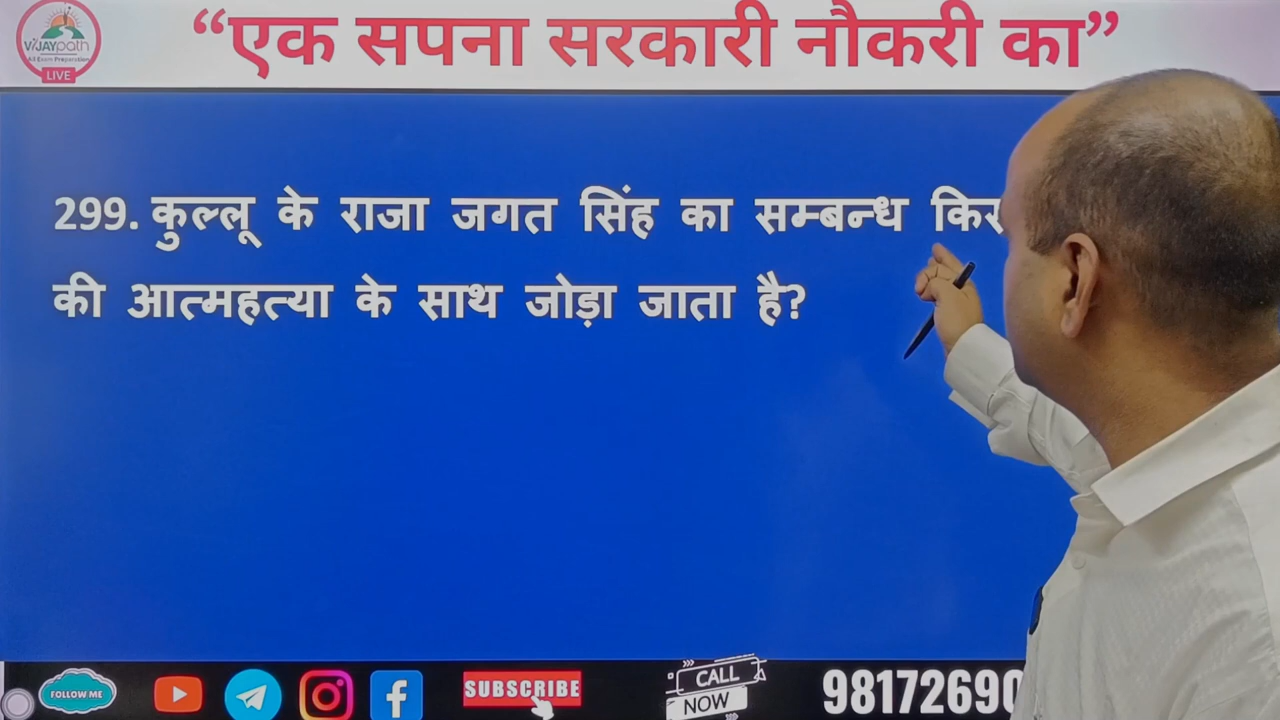 VIJAYpath
All Exam Preparation
LIVE
“एक सपना सरकारी नौकरी का”
299. कुल्लू के राजा जगत सिंह का सम्बन्ध
की आत्महत्या के साथ जोड़ा जाता है?
FOLLOW ME
SUBSCRIBE
CALL
NOW
98172690